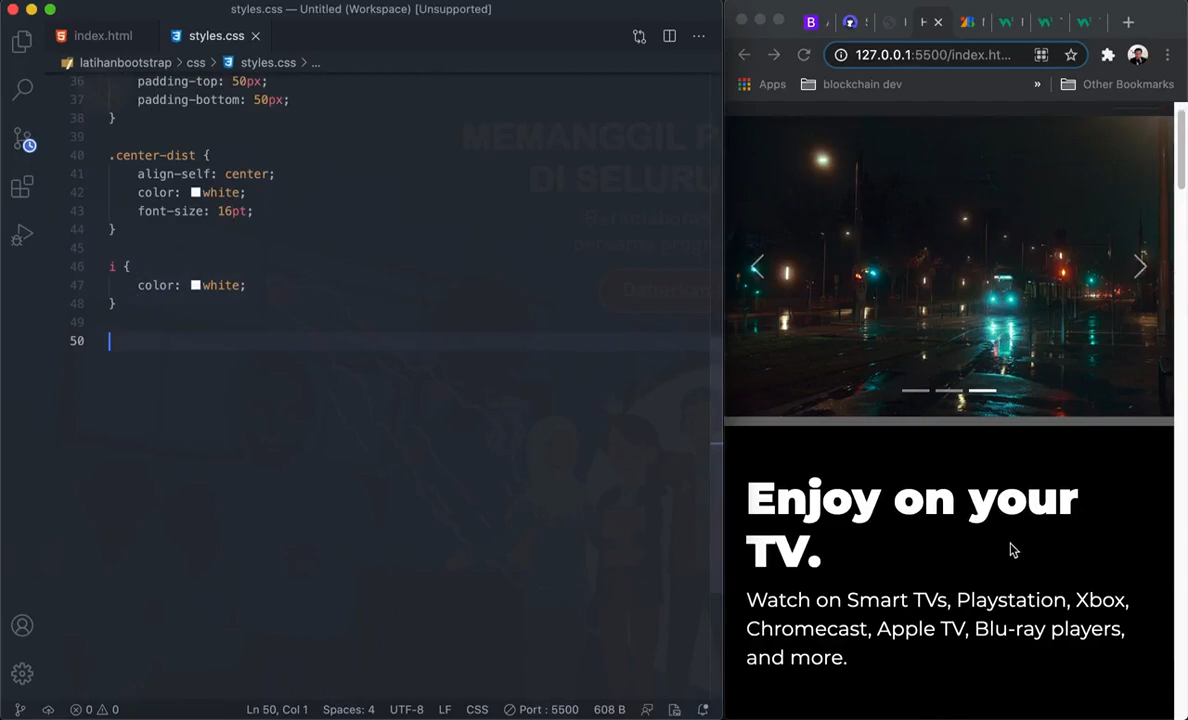 styles.css — Untitled (Workspace) [Unsupported]
index.html
styles.css
latihanbootstrap > css > styles.css > ...
36 padding-top: 50px;
37 padding-bottom: 50px;
38 }
39
40 .center-dist {
41 align-self: center;
42 color: white;
43 font-size: 16pt;
44 }
45
46 i {
47 color: white;
48 }
49
50
MEMANGGIL
DI SELURU
Ln 50, Col 1
Spaces: 4
UTF-8
LF
CSS
Port : 5500
608 B
0 0
127.0.0.1:5500/index.ht...
Apps
blockchain dev
»
Other Bookmarks
Enjoy on your
TV.
Watch on Smart TVs, Playstation, Xbox,
Chromecast, Apple TV, Blu-ray players,
and more.